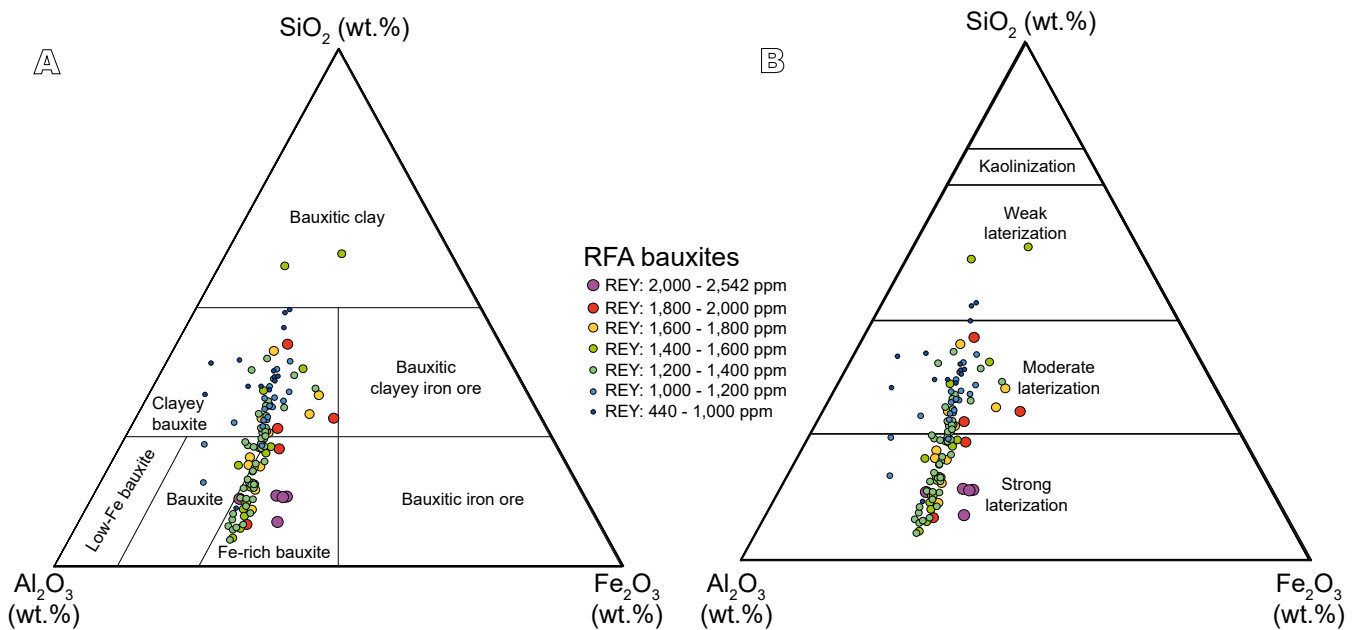 A
SiO₂ (wt.%)
Bauxitic clay
Clayey
bauxite
Bauxitic
clayey iron ore
Low-Fe bauxite
Bauxite
Fe-rich bauxite
Bauxitic iron ore
Al₂O₃
(wt.%)
Fe₂O₃
(wt.%)
RFA bauxites
REY: 2,000 - 2,542 ppm
REY: 1,800 - 2,000 ppm
REY: 1,600 - 1,800 ppm
REY: 1,400 - 1,600 ppm
REY: 1,200 - 1,400 ppm
REY: 1,000 - 1,200 ppm
REY: 440 - 1,000 ppm
B
SiO₂ (wt.%)
Kaolinization
Weak
laterization
Moderate
laterization
Strong
laterization
Al₂O₃
(wt.%)
Fe₂O₃
(wt.%)